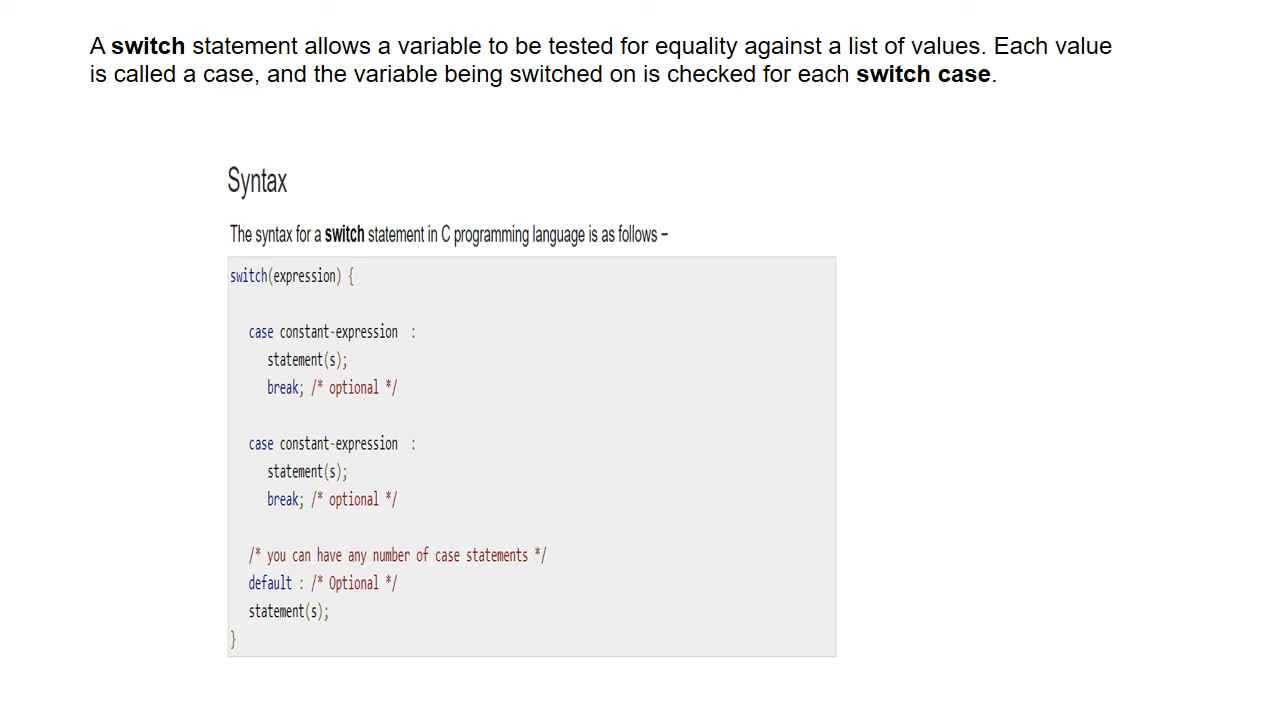 A switch statement allows a variable to be tested for equality against a list of values. Each value
is called a case, and the variable being switched on is checked for each switch case.
Syntax
The syntax for a switch statement in C programming language is as follows −
switch(expression) {
case constant-expression :
statement(s);
break; /* optional */
case constant-expression :
statement(s);
break; /* optional */
/* you can have any number of case statements */
default : /* Optional */
statement(s);
}